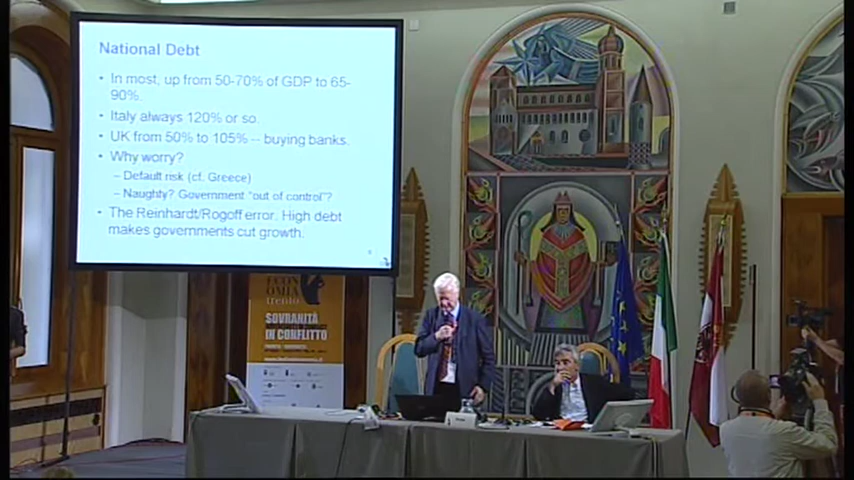 National Debt
• In most, up from 50-70% of GDP to 65-
90%.
• Italy always 120% or so.
• UK from 50% to 105% -- buying banks.
• Why worry?
– Default risk (cf. Greece)
– Naughty? Government "out of control"?
• The Reinhardt/Rogoff error. High debt
makes governments cut growth.
trento
SOVRANITÀ
IN CONFLITTO